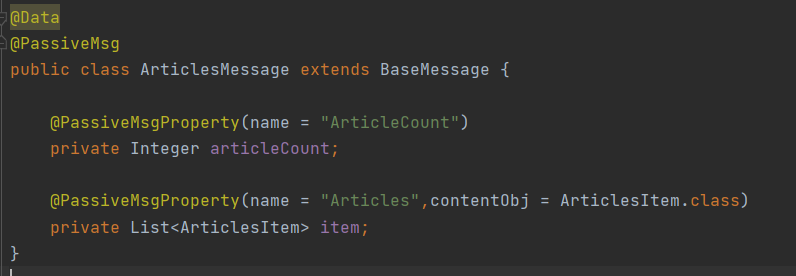 @Data
@PassiveMsg
public class ArticlesMessage extends BaseMessage {
@PassiveMsgProperty(name = "ArticleCount")
private Integer articleCount;
@PassiveMsgProperty(name = "Articles",contentObj = ArticlesItem.class)
private List<ArticlesItem> item;
}